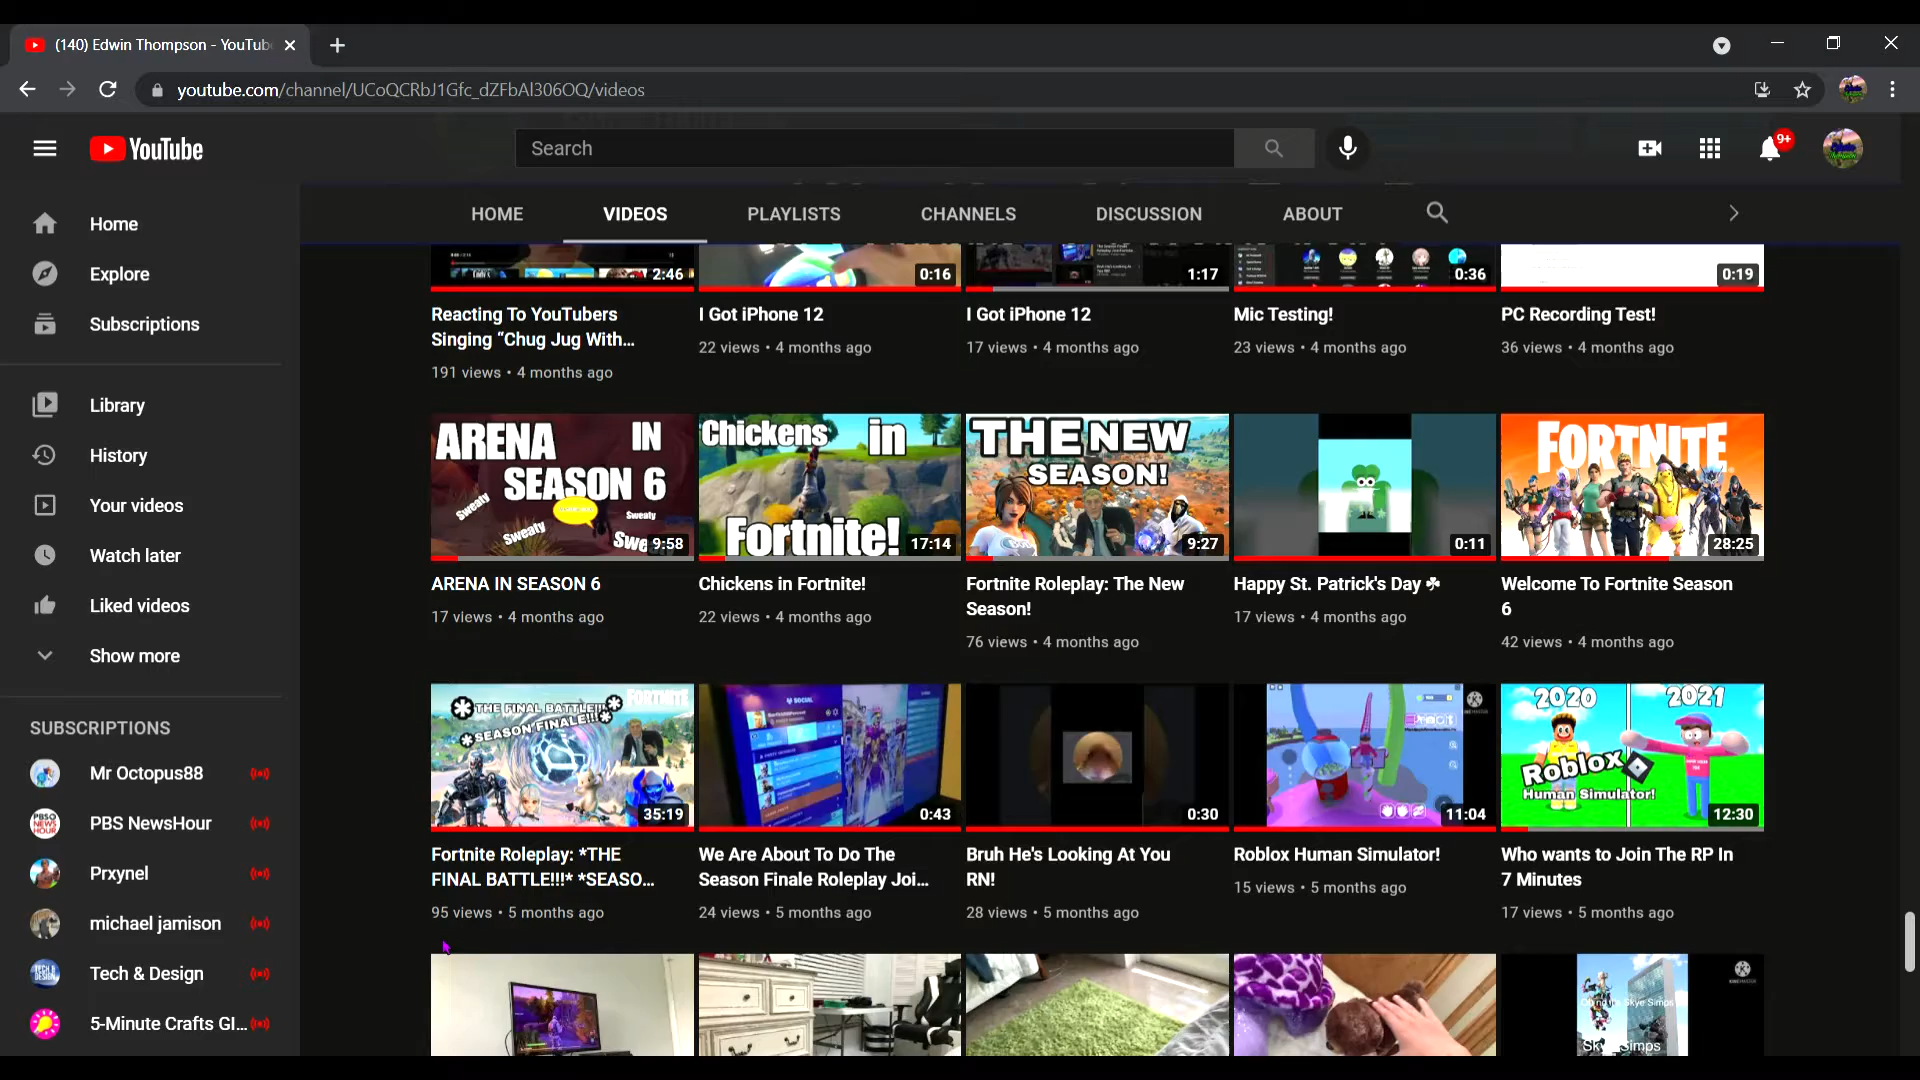 (140) Edwin Thompson - YouTub
youtube.com/channel/UCoQCRbJ1Gfc_dZFbAl306OQ/videos
YouTube
Search
9+
HOME VIDEOS PLAYLISTS CHANNELS DISCUSSION ABOUT
Home
Explore
Subscriptions
Library
History
Your videos
Watch later
Liked videos
Show more
SUBSCRIPTIONS
Mr Octopus88
PBS NewsHour
Prxynel
michael jamison
Tech & Design
5-Minute Crafts GI...
2:46
Reacting To YouTubers
Singing “Chug Jug With...
191 views • 4 months ago
0:16
I Got iPhone 12
22 views • 4 months ago
1:17
I Got iPhone 12
17 views • 4 months ago
0:36
Mic Testing!
23 views • 4 months ago
0:19
PC Recording Test!
36 views • 4 months ago
ARENA IN
SEASON 6
Sweaty
Sweaty
Sweaty
Swe
9:58
ARENA IN SEASON 6
17 views • 4 months ago
Chickens in
Fortnite!
17:14
Chickens in Fortnite!
22 views • 4 months ago
THE NEW
SEASON!
9:27
Fortnite Roleplay: The New
Season!
76 views • 4 months ago
0:11
Happy St. Patrick's Day ☘
17 views • 4 months ago
FORTNITE
28:25
Welcome To Fortnite Season
6
42 views • 4 months ago
*THE FINAL BATTLE!!!*
*SEASON FINALE!!!*
FORTNITE
35:19
Fortnite Roleplay: *THE
FINAL BATTLE!!!* *SEASO...
95 views • 5 months ago
SOCIAL
0:43
We Are About To Do The
Season Finale Roleplay Joi...
24 views • 5 months ago
0:30
Bruh He's Looking At You
RN!
28 views • 5 months ago
11:04
Roblox Human Simulator!
15 views • 5 months ago
2020 2021
Roblox
Human Simulator!
12:30
Who wants to Join The RP In
7 Minutes
17 views • 5 months ago